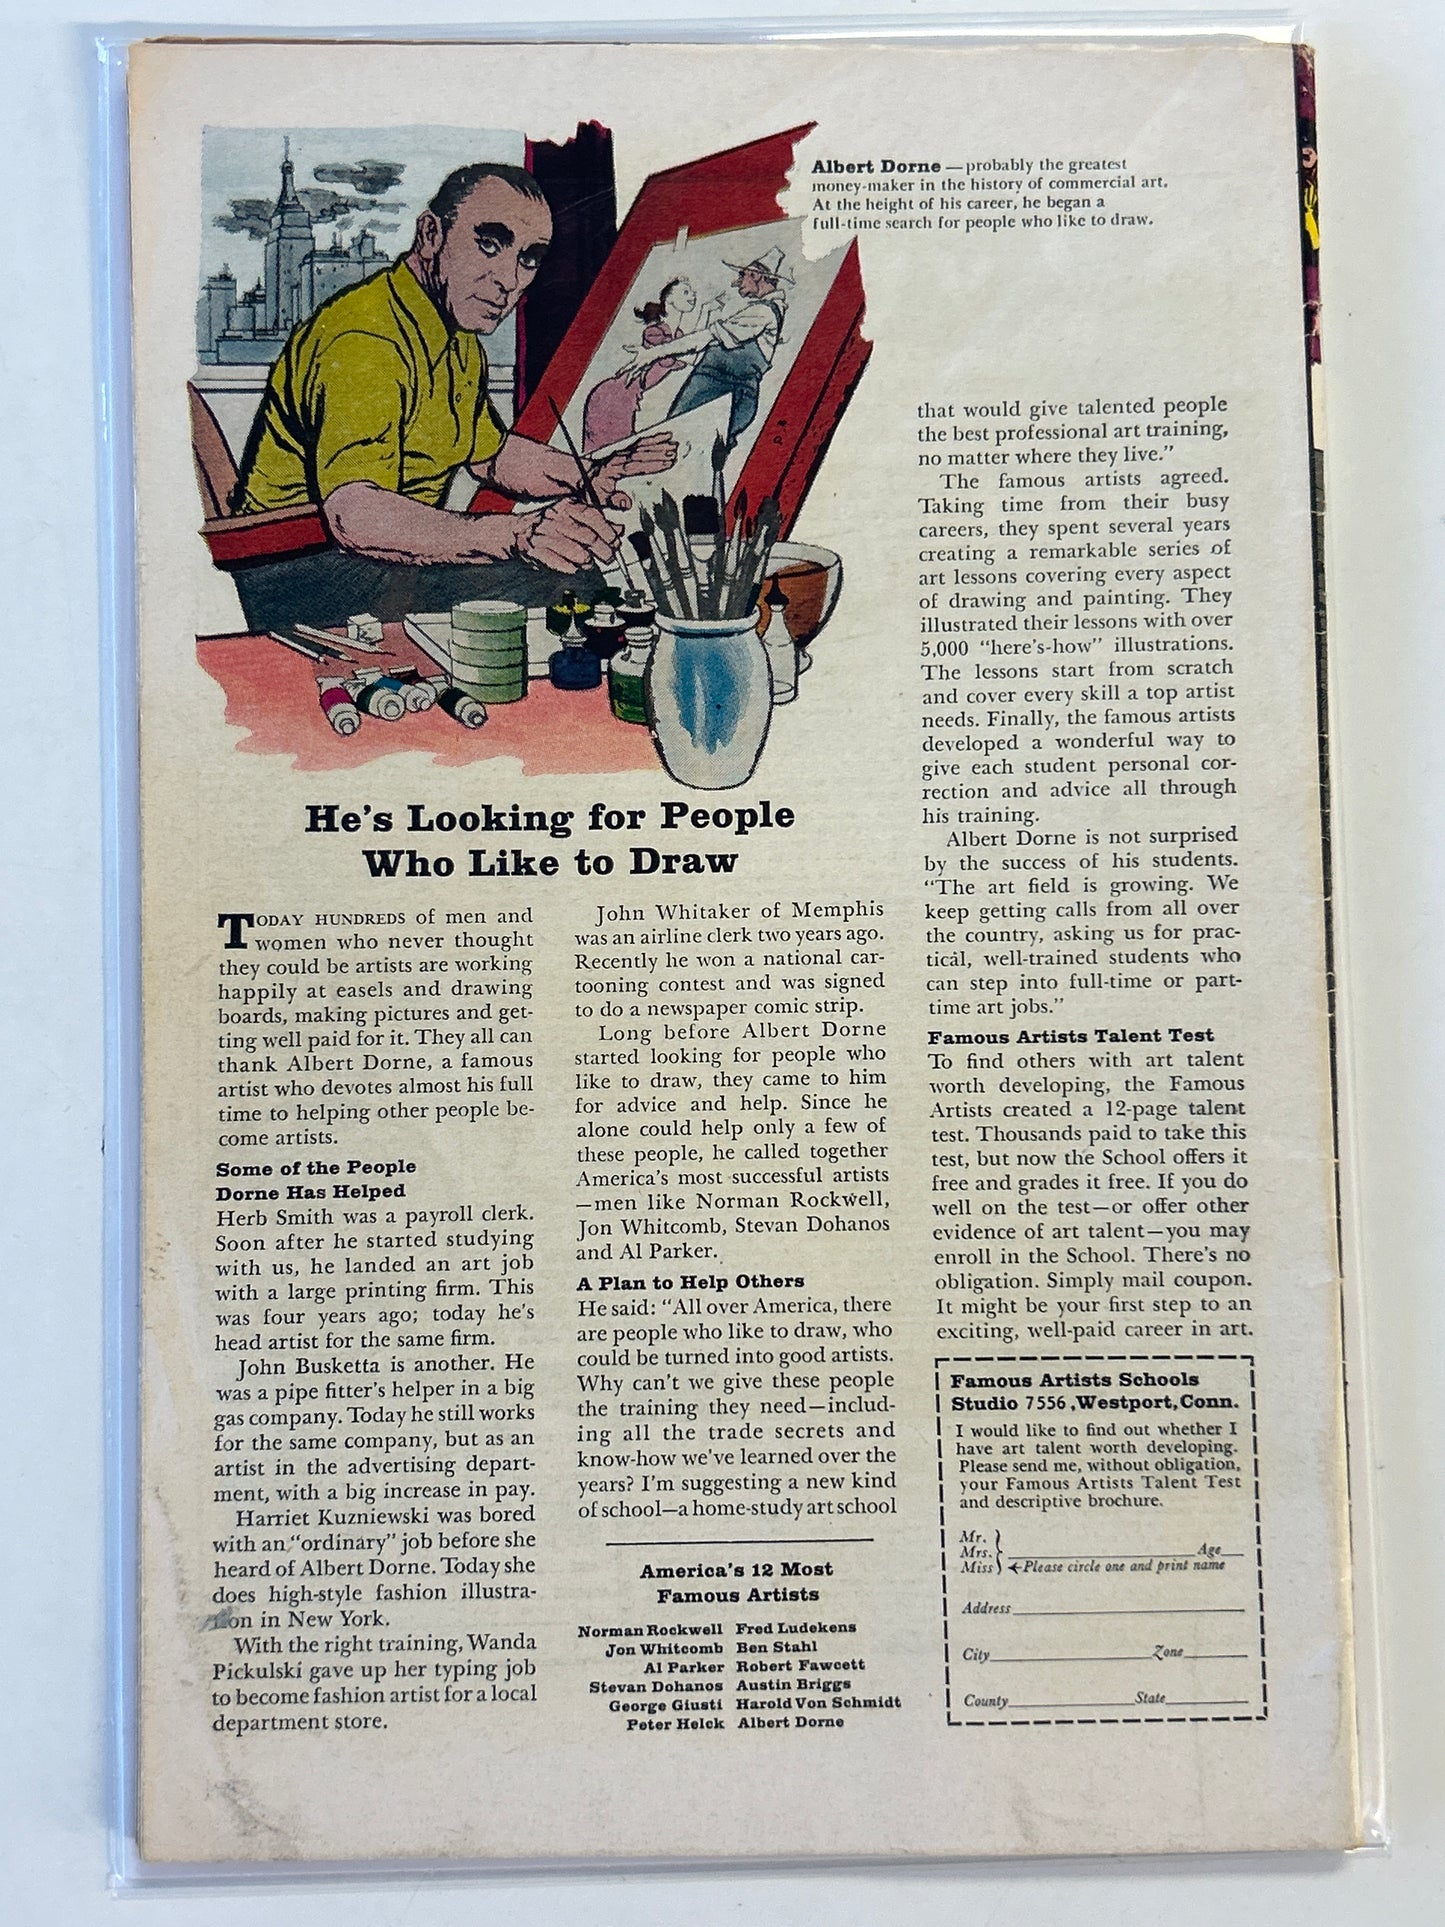 Albert Dorne — probably the greatest
money-maker in the history of commercial art.
At the height of his career, he began a
full-time search for people who like to draw.
He's Looking for People
Who Like to Draw
TODAY HUNDREDS of men and
women who never thought
they could be artists are working
happily at easels and drawing
boards, making pictures and get-
ting well paid for it. They all can
thank Albert Dorne, a famous
artist who devotes almost his full
time to helping other people be-
come artists.
Some of the People
Dorne Has Helped
Herb Smith was a payroll clerk.
Soon after he started studying
with us, he landed an art job
with a large printing firm. This
was four years ago; today he's
head artist for the same firm.
John Busketta is another. He
was a pipe fitter's helper in a big
gas company. Today he still works
for the same company, but as an
artist in the advertising depart-
ment, with a big increase in pay.
Harriet Kuzniewski was bored
with an "ordinary" job before she
heard of Albert Dorne. Today she
does high-style fashion illustra-
tion in New York.
With the right training, Wanda
Pickulski gave up her typing job
to become fashion artist for a local
department store.
John Whitaker of Memphis
was an airline clerk two years ago.
Recently he won a national car-
tooning contest and was signed
to do a newspaper comic strip.
Long before Albert Dorne
started looking for people who
like to draw, they came to him
for advice and help. Since he
alone could help only a few of
these people, he called together
America's most successful artists
—men like Norman Rockwell,
Jon Whitcomb, Stevan Dohanos
and Al Parker.
A Plan to Help Others
He said: "All over America, there
are people who like to draw, who
could be turned into good artists.
Why can't we give these people
the training they need—includ-
ing all the trade secrets and
know-how we've learned over the
years? I'm suggesting a new kind
of school—a home-study art school
America's 12 Most
Famous Artists
Norman Rockwell Fred Ludekens
Jon Whitcomb Ben Stahl
Al Parker Robert Fawcett
Stevan Dohanos Austin Briggs
George Giusti Harold Von Schmidt
Peter Helck Albert Dorne
that would give talented people
the best professional art training,
no matter where they live."
The famous artists agreed.
Taking time from their busy
careers, they spent several years
creating a remarkable series of
art lessons covering every aspect
of drawing and painting. They
illustrated their lessons with over
5,000 "here's-how" illustrations.
The lessons start from scratch
and cover every skill a top artist
needs. Finally, the famous artists
developed a wonderful way to
give each student personal cor-
rection and advice all through
his training.
Albert Dorne is not surprised
by the success of his students.
"The art field is growing. We
keep getting calls from all over
the country, asking us for prac-
tical, well-trained students who
can step into full-time or part-
time art jobs."
Famous Artists Talent Test
To find others with art talent
worth developing, the Famous
Artists created a 12-page talent
test. Thousands paid to take this
test, but now the School offers it
free and grades it free. If you do
well on the test—or offer other
evidence of art talent—you may
enroll in the School. There's no
obligation. Simply mail coupon.
It might be your first step to an
exciting, well-paid career in art.
Famous Artists Schools
Studio 7556, Westport, Conn.
I would like to find out whether I
have art talent worth developing.
Please send me, without obligation,
your Famous Artists Talent Test
and descriptive brochure.
Mr.
Mrs. Age
Miss Please circle one and print name
Address
City Zone
County State